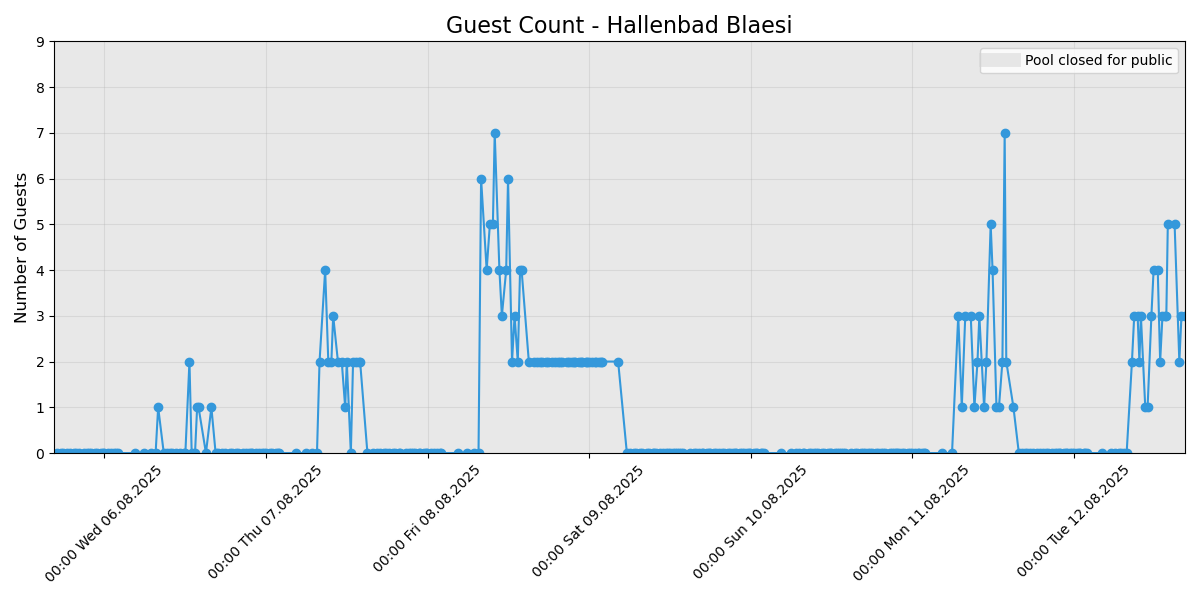 Guest Count - Hallenbad Blaesi
Pool closed for public
Number of Guests
9
8
7
6
5
4
3
2
1
0
00:00 Wed 06.08.2025
00:00 Thu 07.08.2025
00:00 Fri 08.08.2025
00:00 Sat 09.08.2025
00:00 Sun 10.08.2025
00:00 Mon 11.08.2025
00:00 Tue 12.08.2025